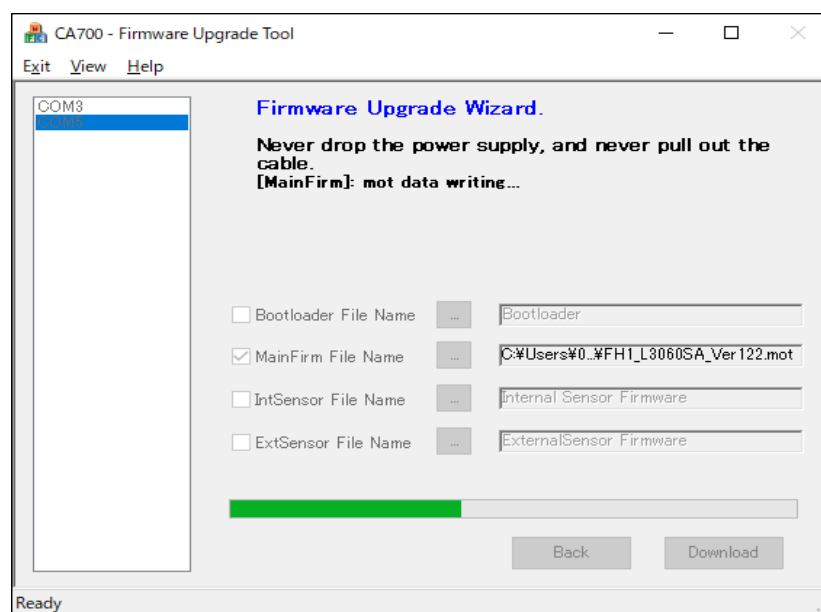 CA700 - Firmware Upgrade Tool
Exit View Help
COM3
COM5
Firmware Upgrade Wizard.
Never drop the power supply, and never pull out the
cable.
[MainFirm]: mot data writing...
Bootloader File Name ... Bootloader
MainFirm File Name ... C:¥Users¥0...¥FH1_L3060SA_Ver122.mot
IntSensor File Name ... Internal Sensor Firmware
ExtSensor File Name ... ExternalSensor Firmware
Back Download
Ready